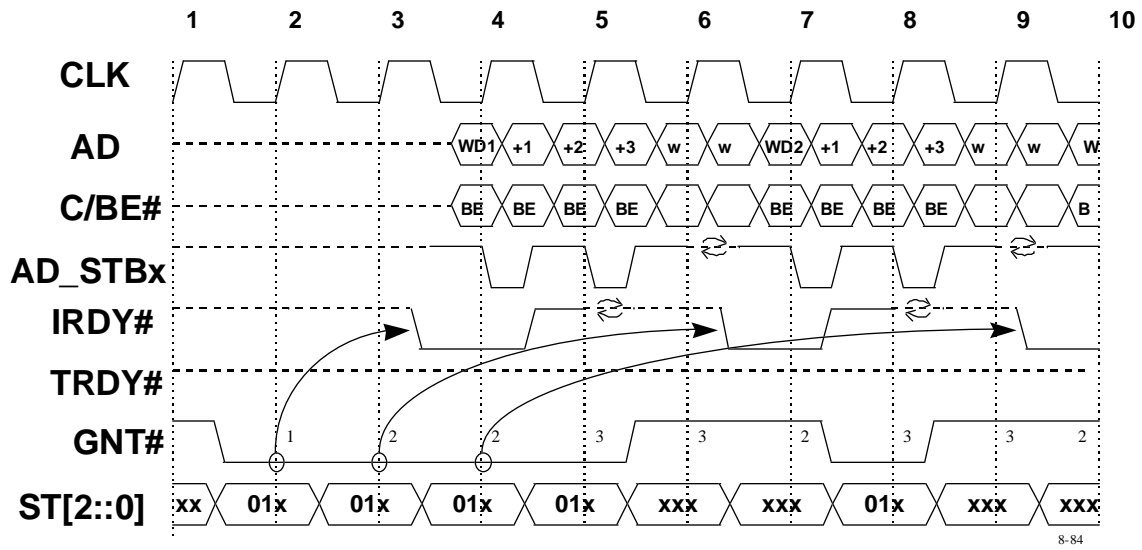 1 2 3 4 5 6 7 8 9 10
CLK
AD WD1 +1 +2 +3 w w WD2 +1 +2 +3 w w W
C/BE# BE BE BE BE BE BE BE BE B
AD_STBx
IRDY#
TRDY#
GNT# 1 2 2 3 3 2 3 3 2
ST[2::0] xx 01x 01x 01x 01x xxx xxx 01x xxx xxx
8-84